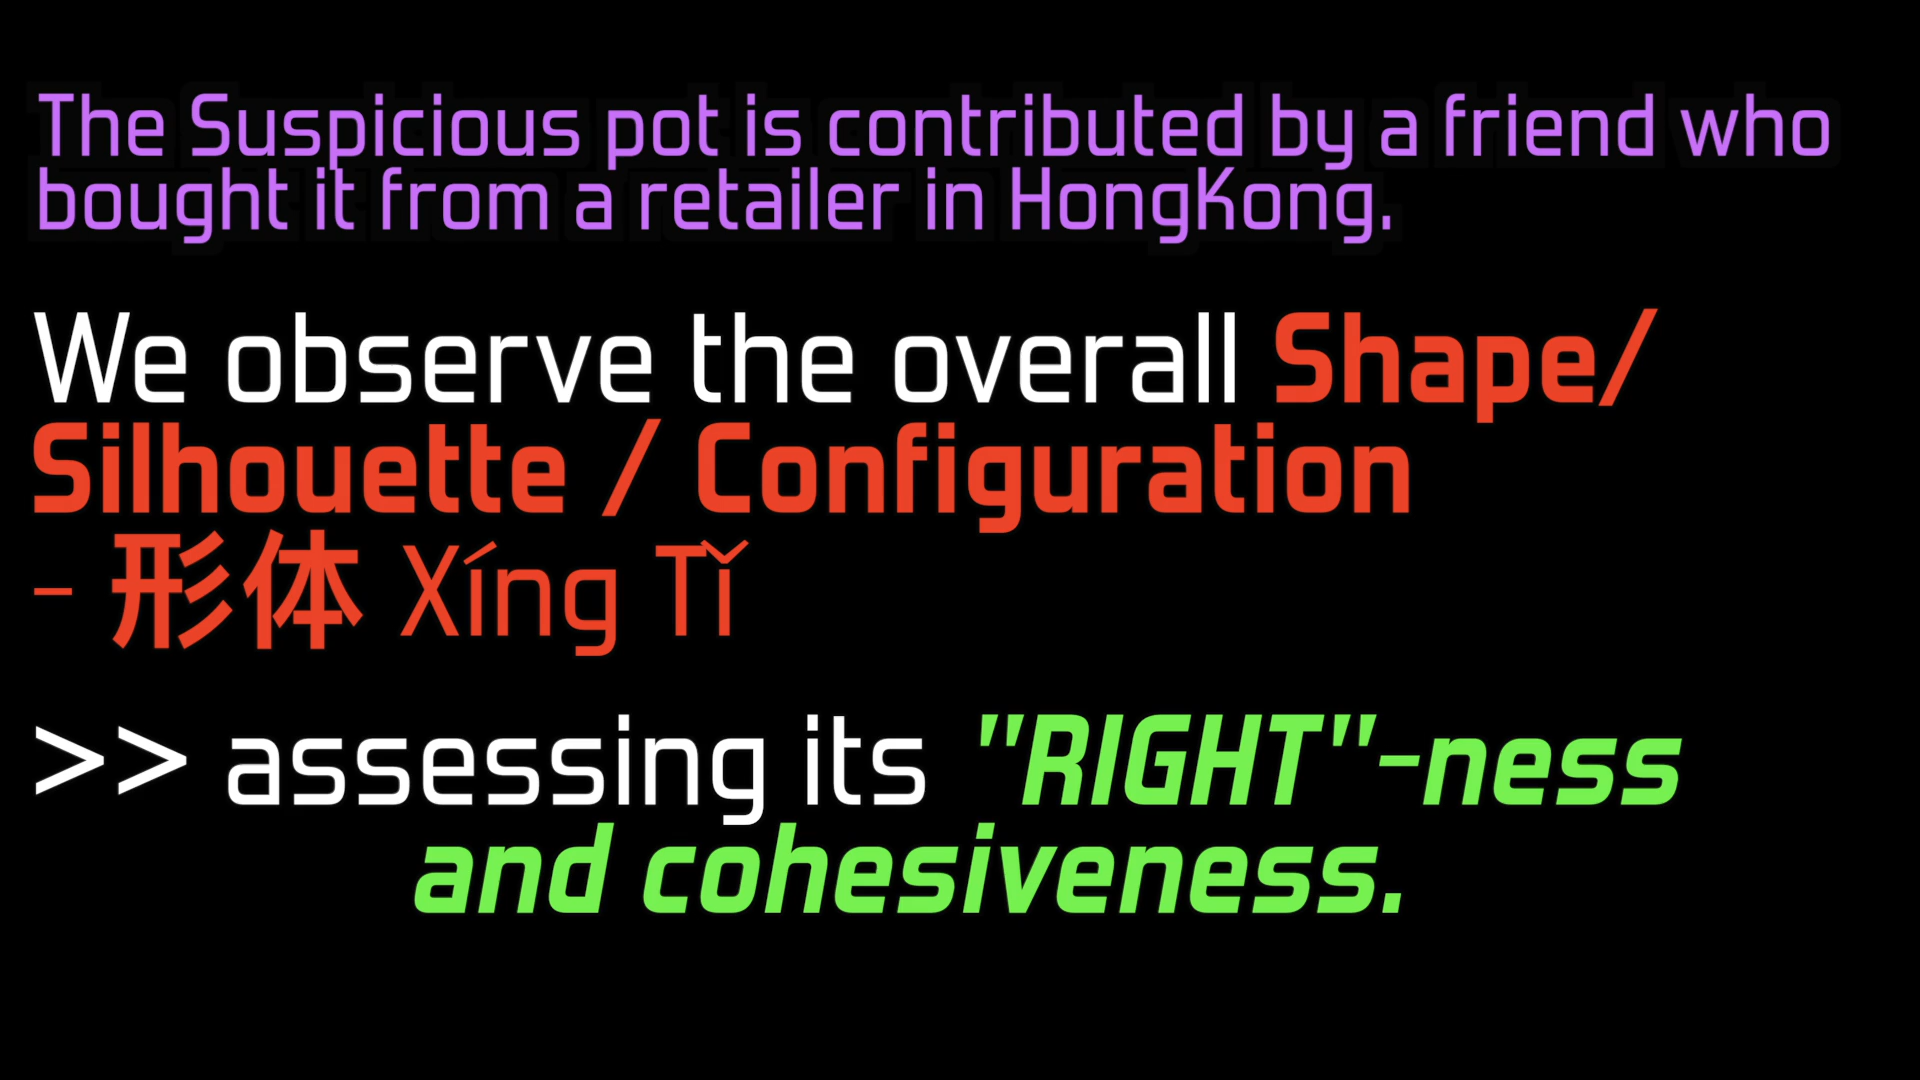 The Suspicious pot is contributed by a friend who
bought it from a retailer in HongKong.
We observe the overall Shape/
Silhouette / Configuration
- 形体 Xíng Tǐ
>> assessing its "RIGHT"-ness
and cohesiveness.